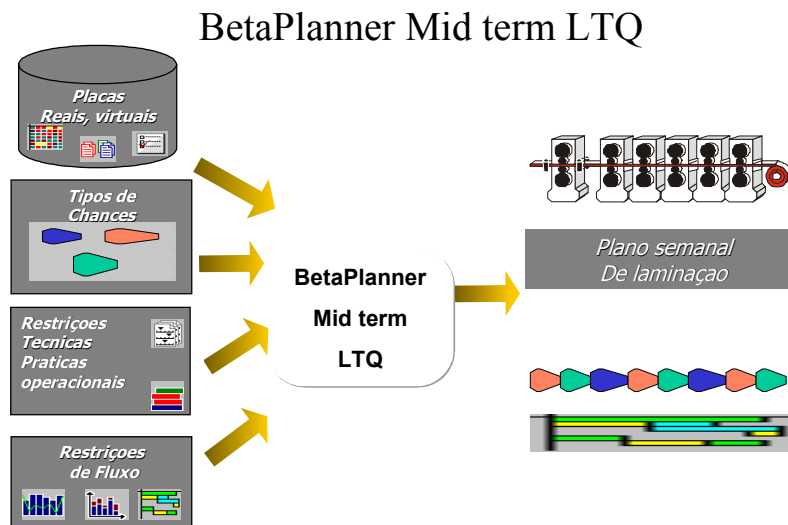 BetaPlanner Mid term LTQ
Placas
Reais, virtuais
Tipos de
Chances
Restriçoes
Tecnicas
Praticas
operacionais
Restriçoes
de Fluxo
BetaPlanner
Mid term
LTQ
Plano semanal
De laminaçao